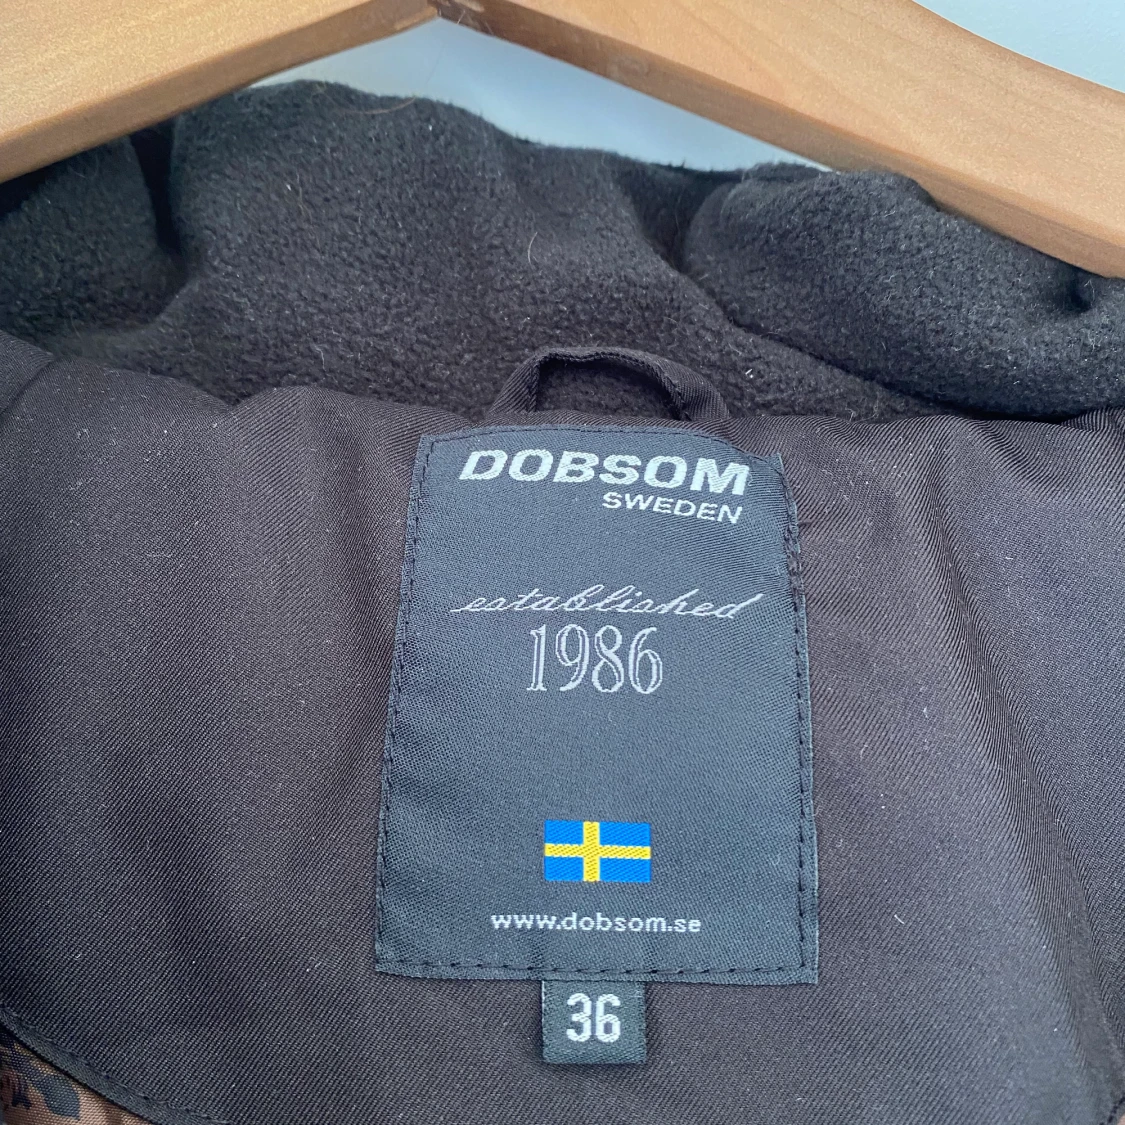 DOBSOM
SWEDEN
established
1986
www.dobsom.se
36